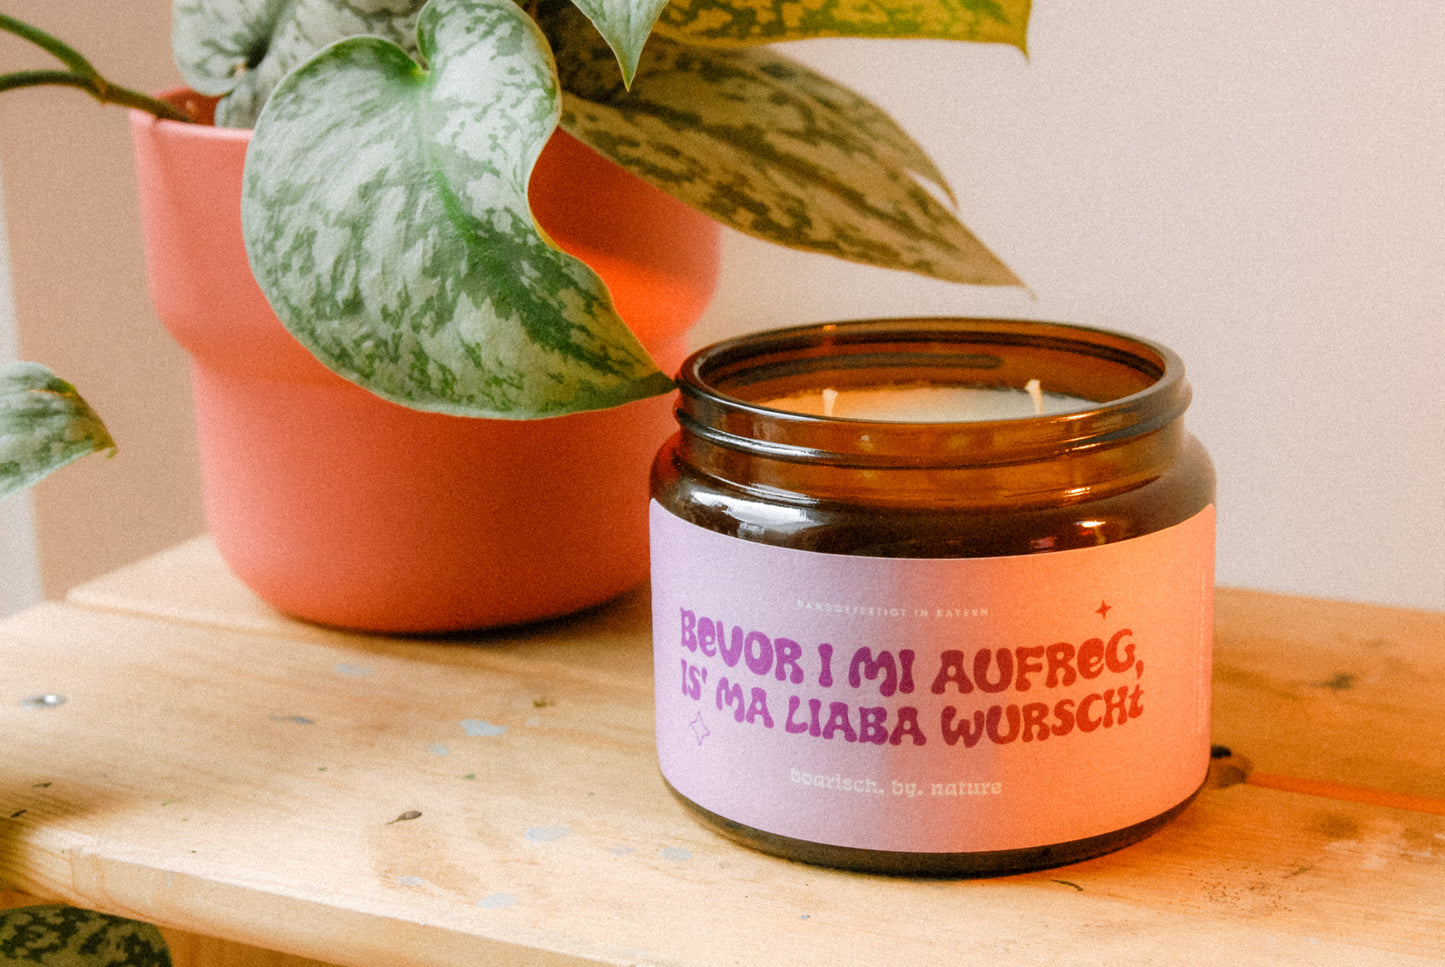 HANDGEFERTIGT IN BAYERN.
BEVOR I MI AUFREG,
IS' MA LIABA WURSCHt
Boarisch. by. nature